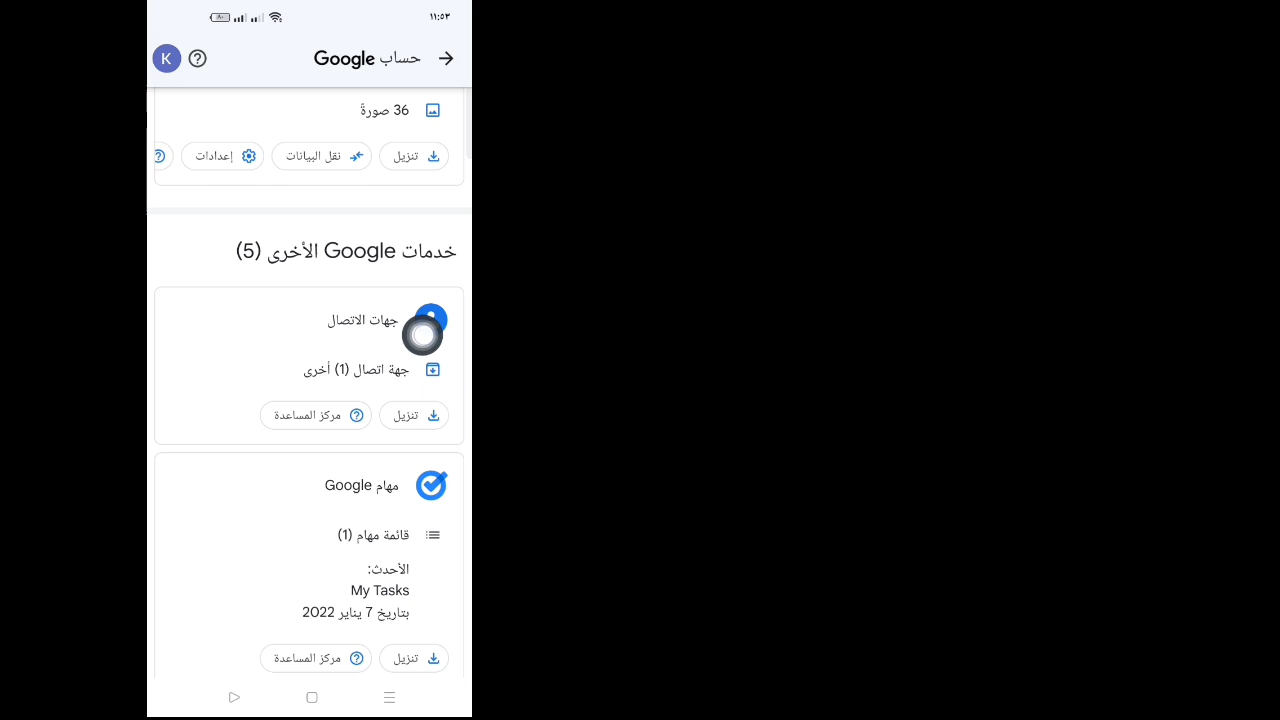 ١١:٥٣
حساب Google
K
36 صورةً
تنزيل
نقل البيانات
إعدادات
خدمات Google الأخرى (5)
جهات الاتصال
جهة اتصال (1) أخرى
تنزيل
مركز المساعدة
مهام Google
قائمة مهام (1)
الأحدث:
My Tasks
بتاريخ 7 يناير 2022
تنزيل
مركز المساعدة